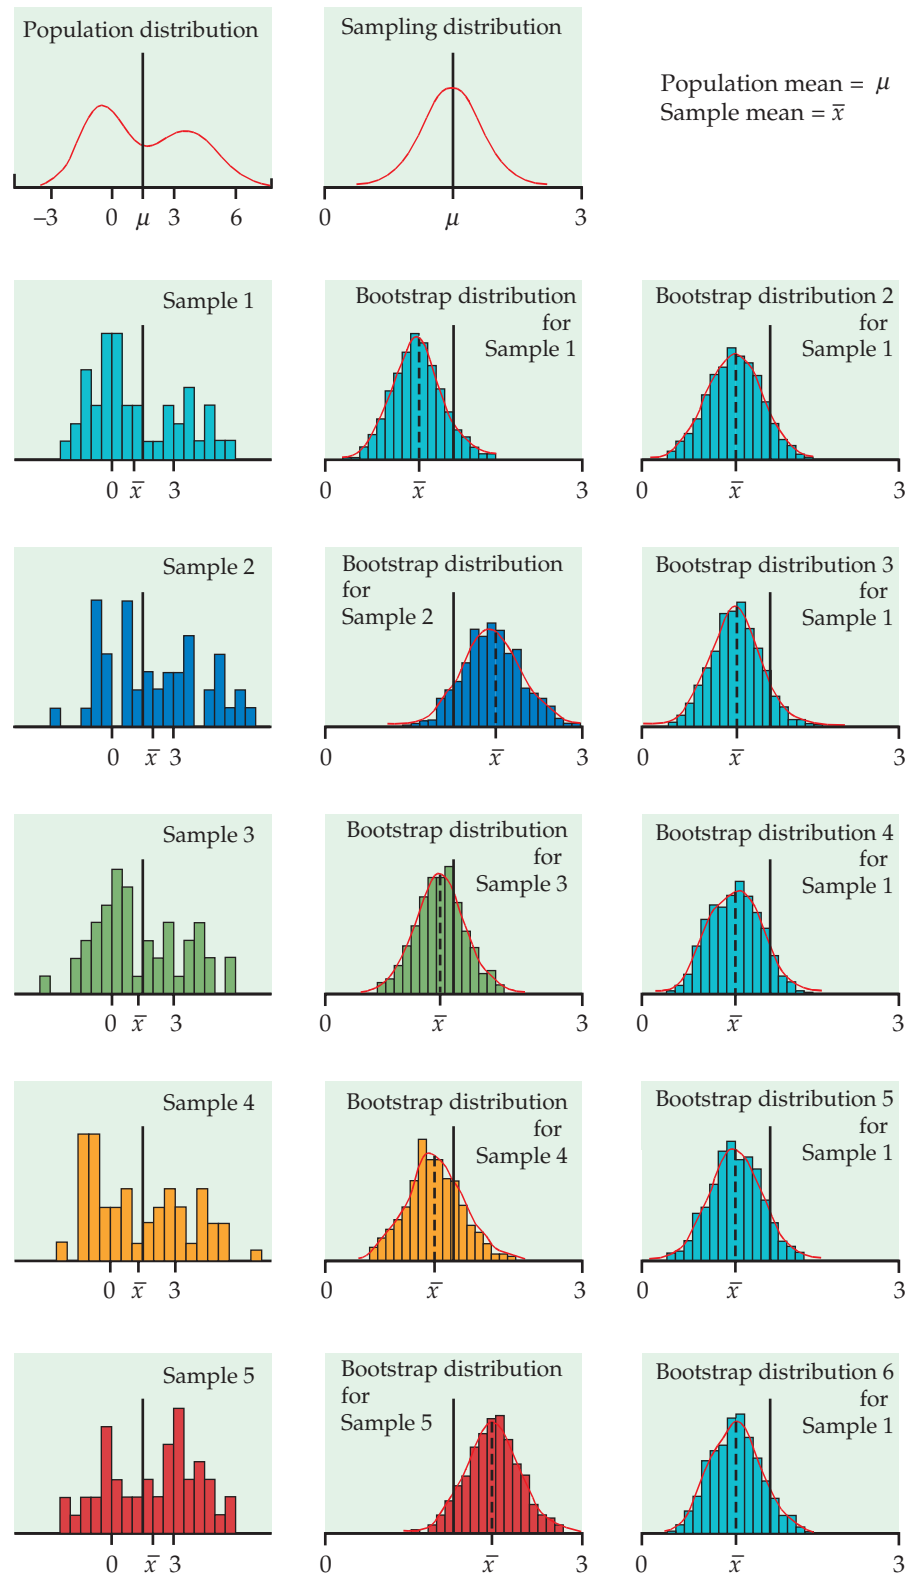 Population distribution
−3 0 μ 3 6
Sampling distribution
0 μ 3
Population mean = μ
Sample mean = x̄
Sample 1
0 x̄ 3
Bootstrap distribution
for
Sample 1
0 x̄ 3
Bootstrap distribution 2
for
Sample 1
0 x̄ 3
Sample 2
0 x̄ 3
Bootstrap distribution
for
Sample 2
0 x̄ 3
Bootstrap distribution 3
for
Sample 1
0 x̄ 3
Sample 3
0 x̄ 3
Bootstrap distribution
for
Sample 3
0 x̄ 3
Bootstrap distribution 4
for
Sample 1
0 x̄ 3
Sample 4
0 x̄ 3
Bootstrap distribution
for
Sample 4
0 x̄ 3
Bootstrap distribution 5
for
Sample 1
0 x̄ 3
Sample 5
0 x̄ 3
Bootstrap distribution
for
Sample 5
0 x̄ 3
Bootstrap distribution 6
for
Sample 1
0 x̄ 3